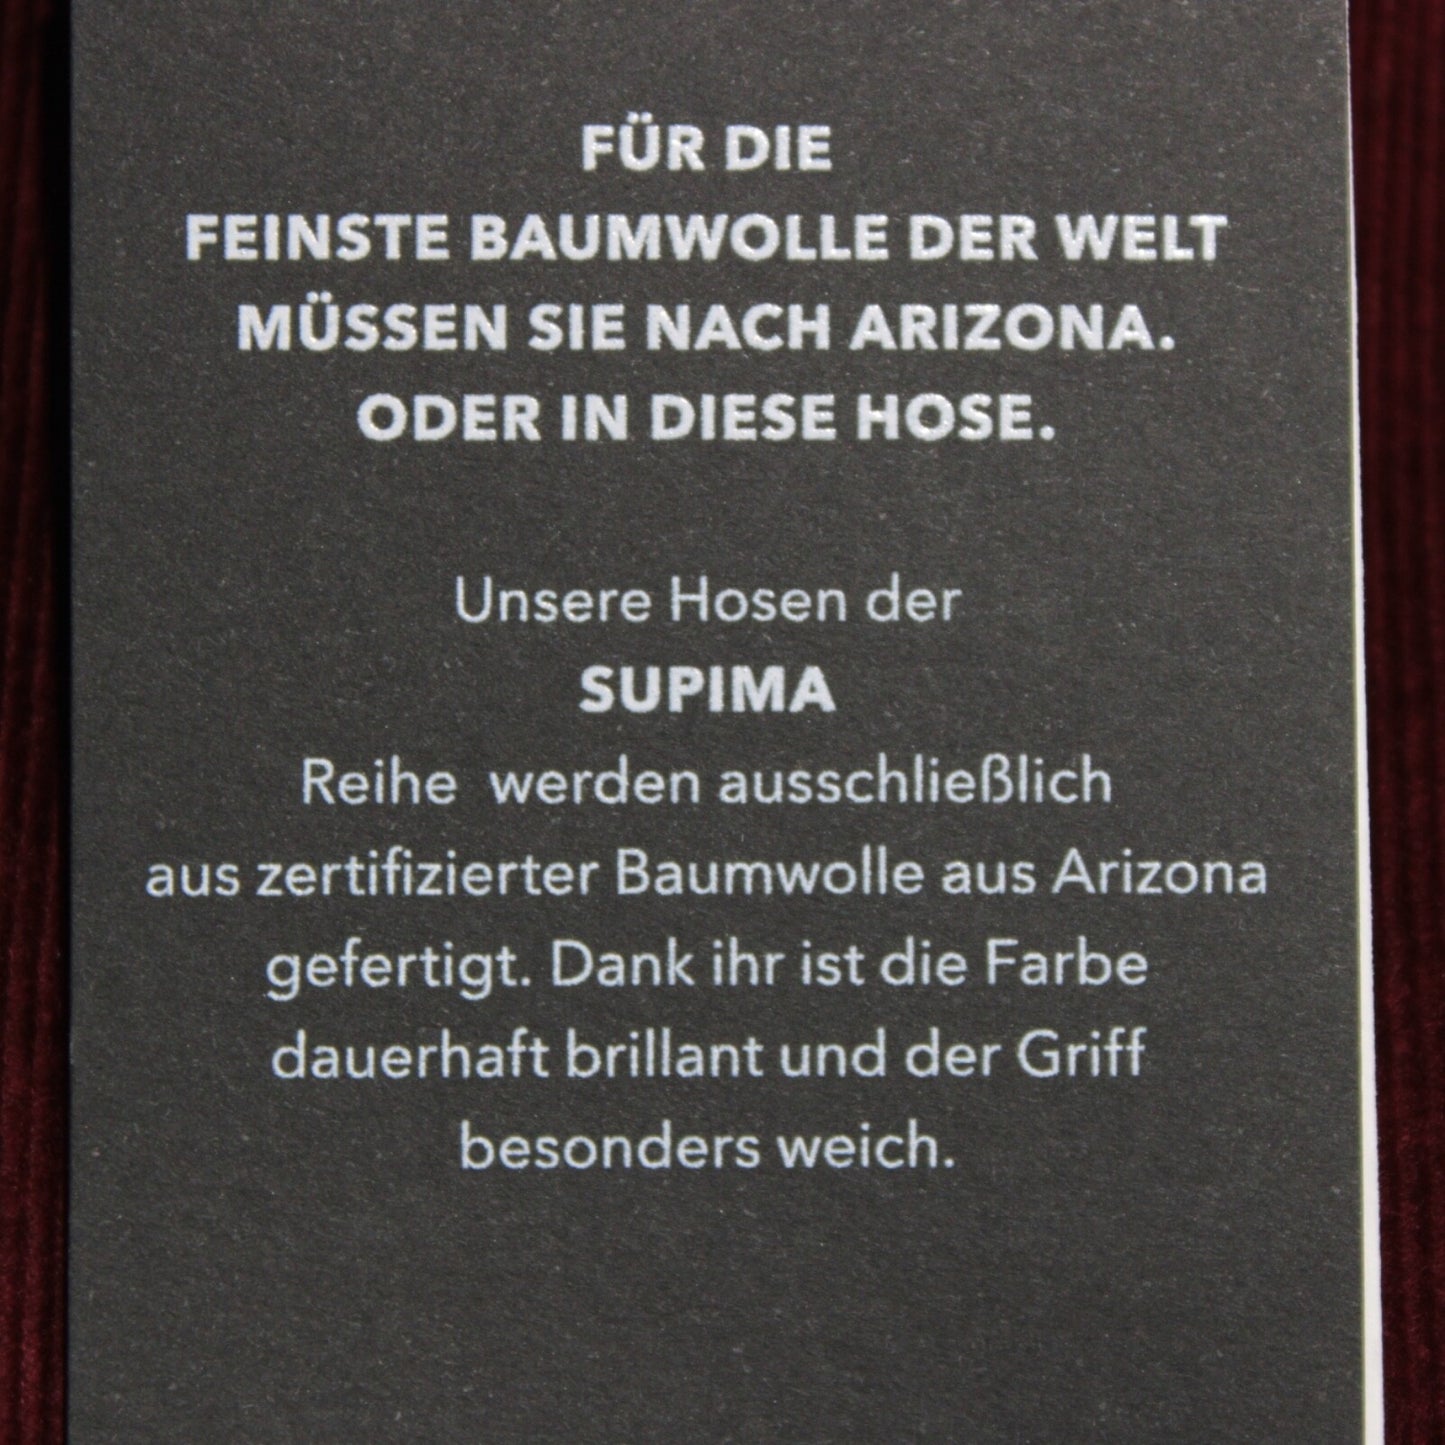 FÜR DIE
FEINSTE BAUMWOLLE DER WELT
MÜSSEN SIE NACH ARIZONA.
ODER IN DIESE HOSE.
Unsere Hosen der
SUPIMA
Reihe  werden ausschließlich
aus zertifizierter Baumwolle aus Arizona
gefertigt. Dank ihr ist die Farbe
dauerhaft brillant und der Griff
besonders weich.